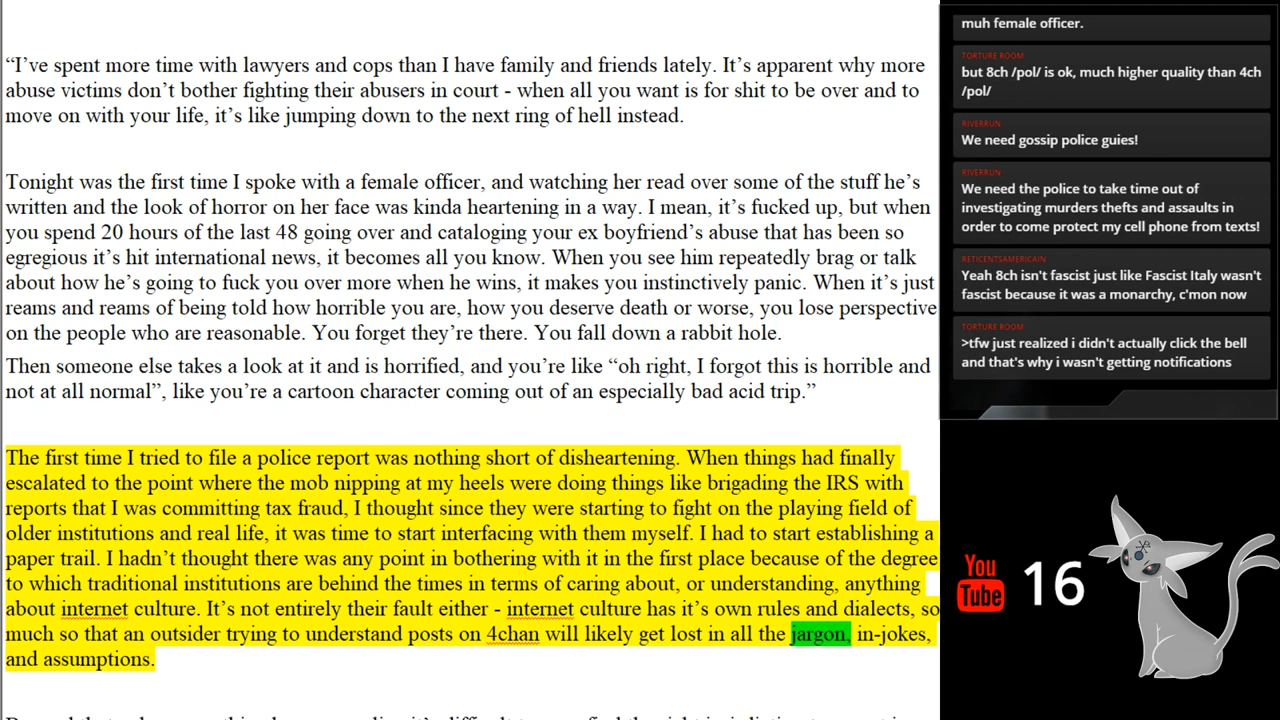 “I’ve spent more time with lawyers and cops than I have family and friends lately. It’s apparent why more
abuse victims don’t bother fighting their abusers in court - when all you want is for shit to be over and to
move on with your life, it’s like jumping down to the next ring of hell instead.
Tonight was the first time I spoke with a female officer, and watching her read over some of the stuff he’s
written and the look of horror on her face was kinda heartening in a way. I mean, it’s fucked up, but when
you spend 20 hours of the last 48 going over and cataloging your ex boyfriend’s abuse that has been so
egregious it’s hit international news, it becomes all you know. When you see him repeatedly brag or talk
about how he’s going to fuck you over more when he wins, it makes you instinctively panic. When it’s just
reams and reams of being told how horrible you are, how you deserve death or worse, you lose perspective
on the people who are reasonable. You forget they’re there. You fall down a rabbit hole.
Then someone else takes a look at it and is horrified, and you’re like “oh right, I forgot this is horrible and
not at all normal”, like you’re a cartoon character coming out of an especially bad acid trip.”
The first time I tried to file a police report was nothing short of disheartening. When things had finally
escalated to the point where the mob nipping at my heels were doing things like brigading the IRS with
reports that I was committing tax fraud, I thought since they were starting to fight on the playing field of
older institutions and real life, it was time to start interfacing with them myself. I had to start establishing a
paper trail. I hadn’t thought there was any point in bothering with it in the first place because of the degree
to which traditional institutions are behind the times in terms of caring about, or understanding, anything
about internet culture. It’s not entirely their fault either - internet culture has it’s own rules and dialects, so
much so that an outsider trying to understand posts on 4chan will likely get lost in all the jargon, in-jokes,
and assumptions.
muh female officer.
TORTURE ROOM
but 8ch /pol/ is ok, much higher quality than 4ch
/pol/
RIVERRUN
We need gossip police guies!
RIVERRUN
We need the police to take time out of
investigating murders thefts and assaults in
order to come protect my cell phone from texts!
RETICENTSAMERICAIN
Yeah 8ch isn't fascist just like Fascist Italy wasn't
fascist because it was a monarchy, c'mon now
TORTURE ROOM
>tfw just realized i didn't actually click the bell
and that's why i wasn't getting notifications
You
Tube
16